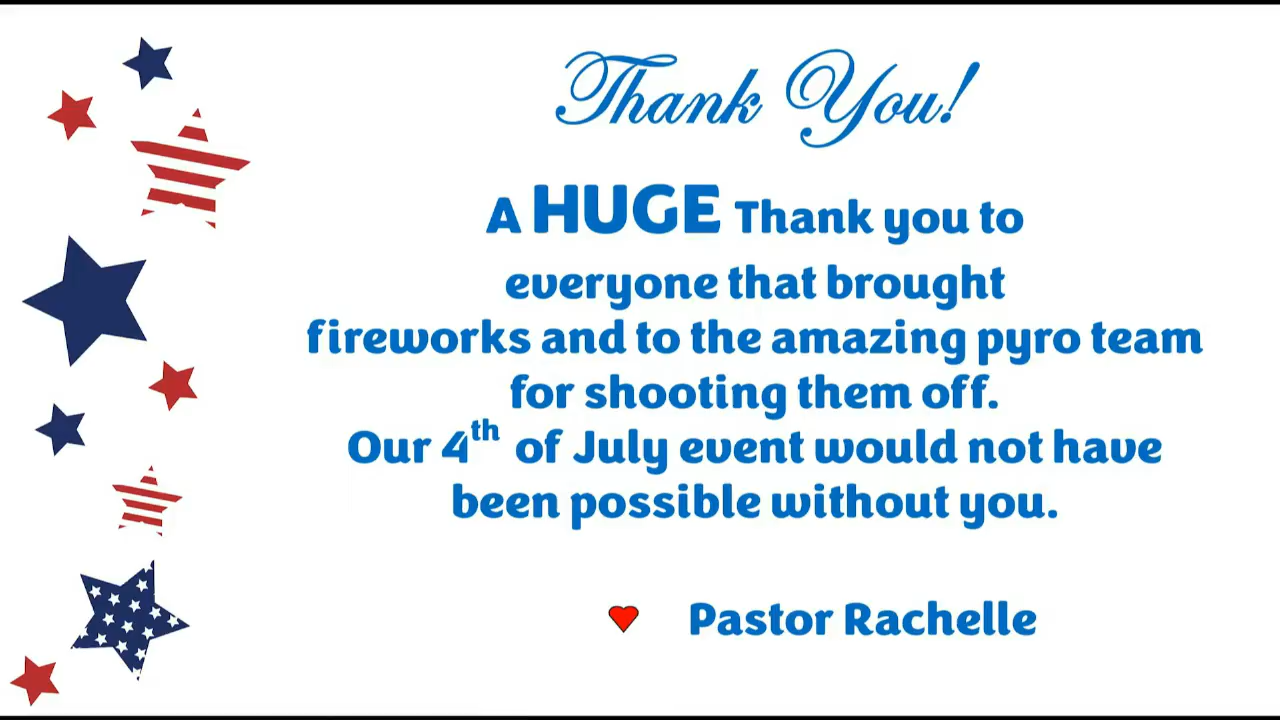 Thank You!
A HUGE Thank you to
everyone that brought
fireworks and to the amazing pyro team
for shooting them off.
Our 4th of July event would not have
been possible without you.
Pastor Rachelle